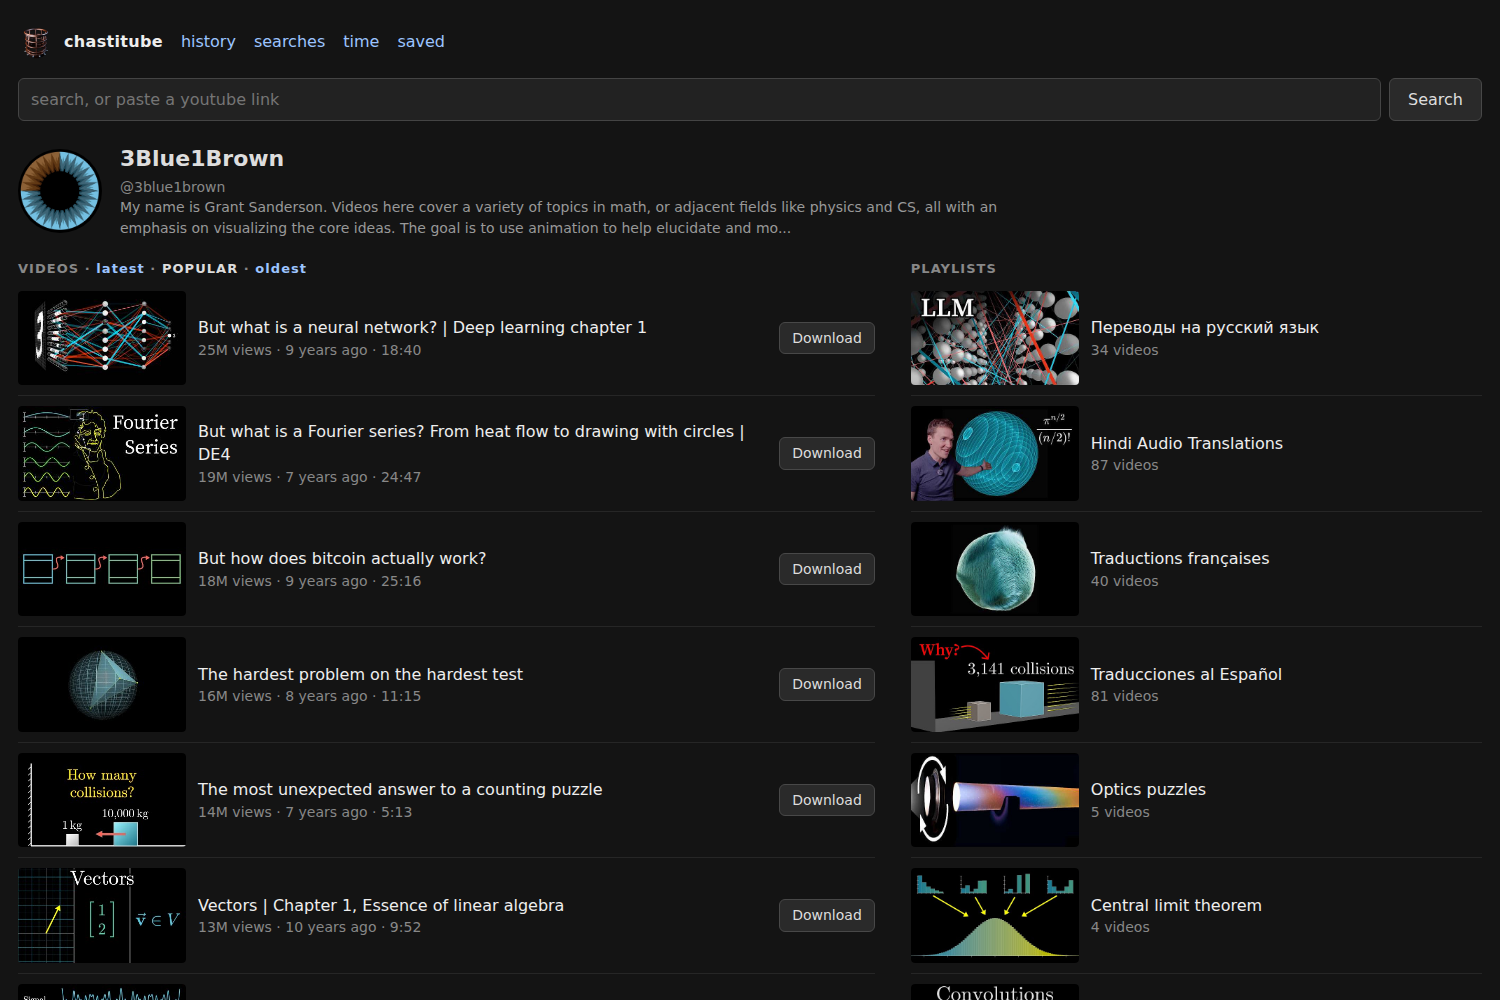 chastitube history searches time saved
search, or paste a youtube link
Search
3Blue1Brown
@3blue1brown
My name is Grant Sanderson. Videos here cover a variety of topics in math, or adjacent fields like physics and CS, all with an
emphasis on visualizing the core ideas. The goal is to use animation to help elucidate and mo...
VIDEOS · latest · POPULAR · oldest
But what is a neural network? | Deep learning chapter 1
25M views · 9 years ago · 18:40
Download
Fourier
Series
But what is a Fourier series? From heat flow to drawing with circles |
DE4
19M views · 7 years ago · 24:47
Download
But how does bitcoin actually work?
18M views · 9 years ago · 25:16
Download
The hardest problem on the hardest test
16M views · 8 years ago · 11:15
Download
How many
collisions?
1 kg
10,000 kg
The most unexpected answer to a counting puzzle
14M views · 7 years ago · 5:13
Download
Vectors
1
2
v⃗ ∈ V
Vectors | Chapter 1, Essence of linear algebra
13M views · 10 years ago · 9:52
Download
Signal
PLAYLISTS
LLM
Переводы на русский язык
34 videos
π^{n/2}
(n/2)!
Hindi Audio Translations
87 videos
Traductions françaises
40 videos
Why?
3,141 collisions
Traducciones al Español
81 videos
Optics puzzles
5 videos
Central limit theorem
4 videos
Convolutions